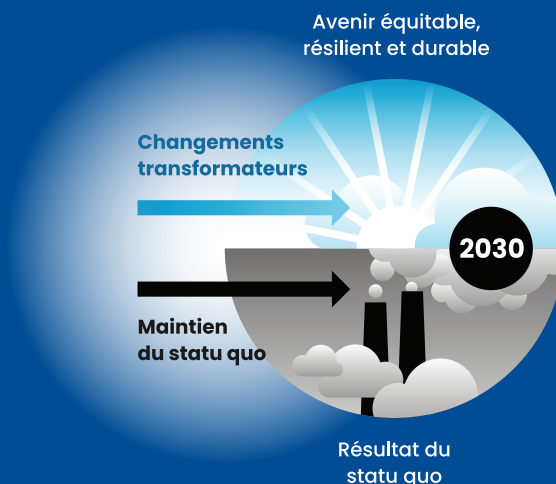 Avenir équitable,
résilient et durable
Changements
transformateurs
2030
Maintien
du statu quo
Résultat du
statu quo